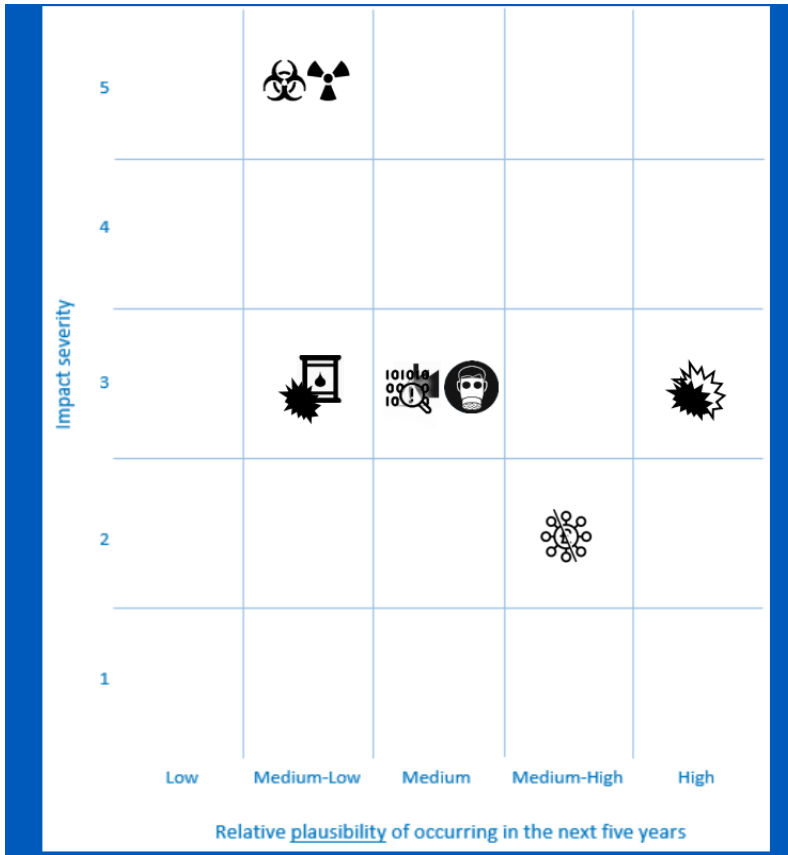 5
4
Impact severity
3
2
1
Low Medium-Low Medium Medium-High High
Relative plausibility of occurring in the next five years